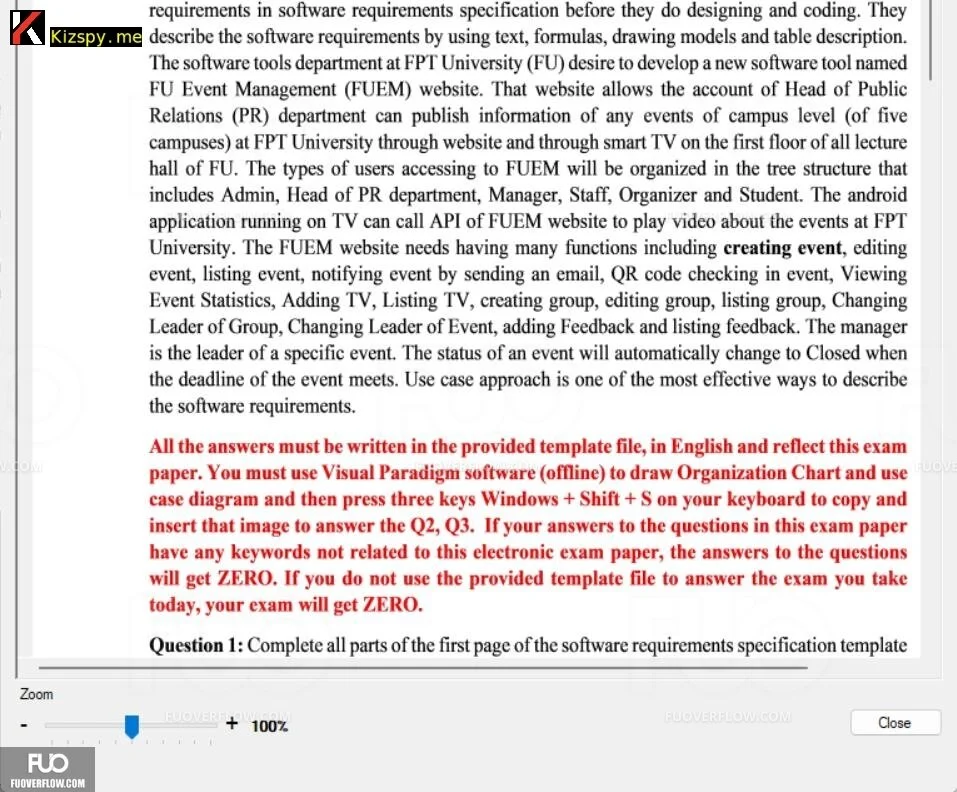 requirements in software requirements specification before they do designing and coding. They
Kizspy.me
describe the software requirements by using text, formulas, drawing models and table description.
The software tools department at FPT University (FU) desire to develop a new software tool named
FU Event Management (FUEM) website. That website allows the account of Head of Public
Relations (PR) department can publish information of any events of campus level (of five
campuses) at FPT University through website and through smart TV on the first floor of all lecture
hall of FU. The types of users accessing to FUEM will be organized in the tree structure that
includes Admin, Head of PR department, Manager, Staff, Organizer and Student. The android
application running on TV can call API of FUEM website to play video about the events at FPT
University. The FUEM website needs having many functions including creating event, editing
event, listing event, notifying event by sending an email, QR code checking in event, Viewing
Event Statistics, Adding TV, Listing TV, creating group, editing group, listing group, Changing
Leader of Group, Changing Leader of Event, adding Feedback and listing feedback. The manager
is the leader of a specific event. The status of an event will automatically change to Closed when
the deadline of the event meets. Use case approach is one of the most effective ways to describe
the software requirements.
All the answers must be written in the provided template file, in English and reflect this exam
paper. You must use Visual Paradigm software (offline) to draw Organization Chart and use
case diagram and then press three keys Windows + Shift + S on your keyboard to copy and
insert that image to answer the Q2, Q3. If your answers to the questions in this exam paper
have any keywords not related to this electronic exam paper, the answers to the questions
will get ZERO. If you do not use the provided template file to answer the exam you take
today, your exam will get ZERO.
Question 1: Complete all parts of the first page of the software requirements specification template
Zoom
- + 100%
Close
FUOVERFLOW.COM
FUOVERFLOW.COM
FUO
FUOVERFLOW.COM